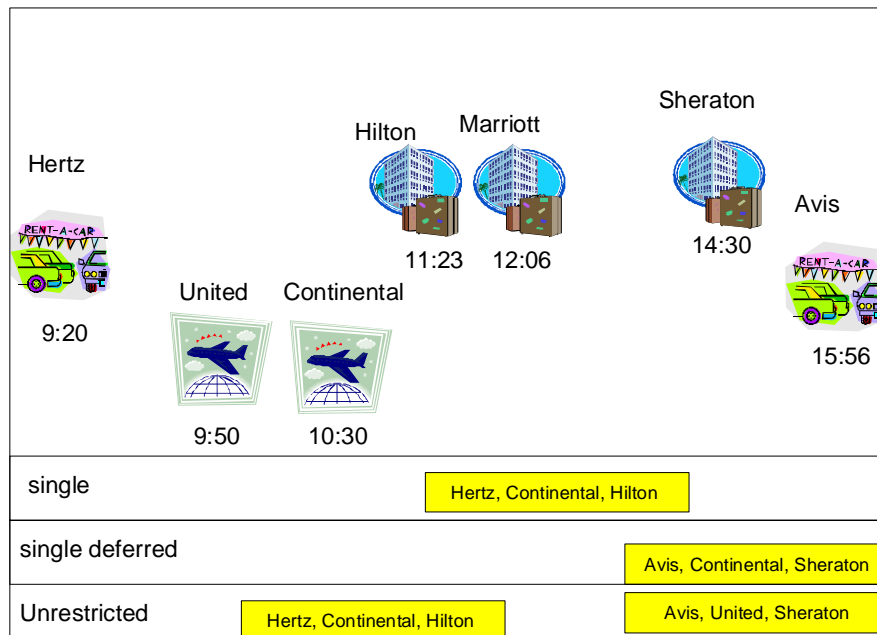 Sheraton
Hilton
Marriott
Hertz
Avis
RENT-A-CAR
11:23
12:06
14:30
RENT-A-CAR
United
Continental
9:20
15:56
9:50
10:30
single
Hertz, Continental, Hilton
single deferred
Avis, Continental, Sheraton
Unrestricted
Hertz, Continental, Hilton
Avis, United, Sheraton